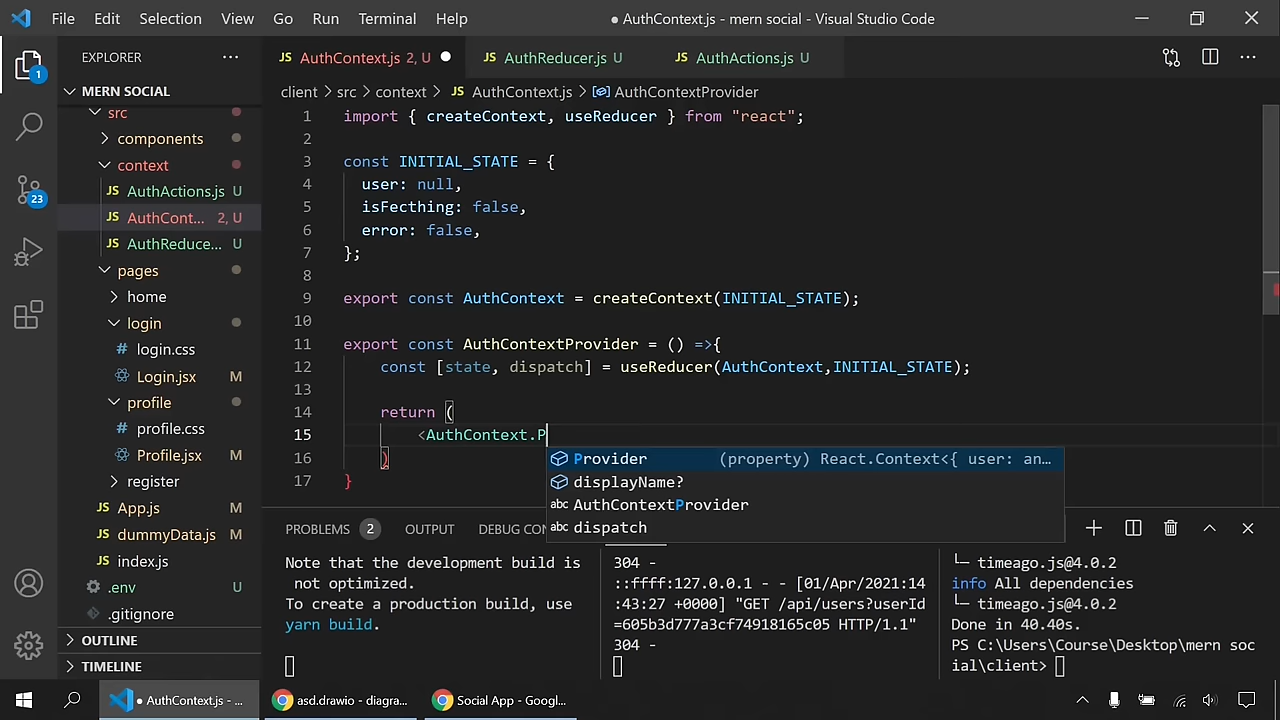 File Edit Selection View Go Run Terminal Help
● AuthContext.js - mern social - Visual Studio Code
EXPLORER
MERN SOCIAL
src
components
context
JS AuthActions.js U
JS AuthCont... 2, U
JS AuthReduce... U
pages
home
login
# login.css
Login.jsx M
profile
# profile.css
Profile.jsx M
register
JS App.js M
JS dummyData.js M
JS index.js
.env U
.gitignore
OUTLINE
TIMELINE
1
23
JS AuthContext.js 2, U ●
JS AuthReducer.js U
JS AuthActions.js U
client > src > context > JS AuthContext.js > AuthContextProvider
1 import { createContext, useReducer } from "react";
2
3 const INITIAL_STATE = {
4 user: null,
5 isFecthing: false,
6 error: false,
7 };
8
9 export const AuthContext = createContext(INITIAL_STATE);
10
11 export const AuthContextProvider = () =>{
12 const [state, dispatch] = useReducer(AuthContext,INITIAL_STATE);
13
14 return (
15 <AuthContext.P
16 )
17 }
Provider (property) React.Context<{ user: an…
displayName?
abc AuthContextProvider
abc dispatch
PROBLEMS 2 OUTPUT DEBUG CON
Note that the development build is
not optimized.
To create a production build, use
yarn build.
304 -
::ffff:127.0.0.1 - - [01/Apr/2021:14
:43:27 +0000] "GET /api/users?userId
=605b3d777a3cf74918165c05 HTTP/1.1"
304 -
└─ timeago.js@4.0.2
info All dependencies
└─ timeago.js@4.0.2
Done in 40.40s.
PS C:\Users\Course\Desktop\mern soc
ial\client>
● AuthContext.js - ...
asd.drawio - diagra...
Social App - Googl...